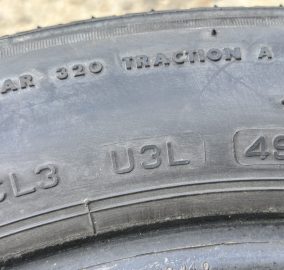 AR 320 TRACTION A
CL3 U3L 49